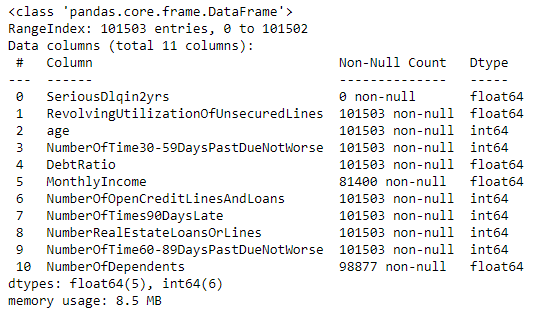 <class 'pandas.core.frame.DataFrame'>
RangeIndex: 101503 entries, 0 to 101502
Data columns (total 11 columns):
 #   Column                                Non-Null Count   Dtype
---  ------                                --------------   -----
 0   SeriousDlqin2yrs                      0 non-null       float64
 1   RevolvingUtilizationOfUnsecuredLines  101503 non-null  float64
 2   age                                   101503 non-null  int64
 3   NumberOfTime30-59DaysPastDueNotWorse  101503 non-null  int64
 4   DebtRatio                             101503 non-null  float64
 5   MonthlyIncome                         81400 non-null   float64
 6   NumberOfOpenCreditLinesAndLoans       101503 non-null  int64
 7   NumberOfTimes90DaysLate               101503 non-null  int64
 8   NumberRealEstateLoansOrLines          101503 non-null  int64
 9   NumberOfTime60-89DaysPastDueNotWorse  101503 non-null  int64
 10  NumberOfDependents                    98877 non-null   float64
dtypes: float64(5), int64(6)
memory usage: 8.5 MB